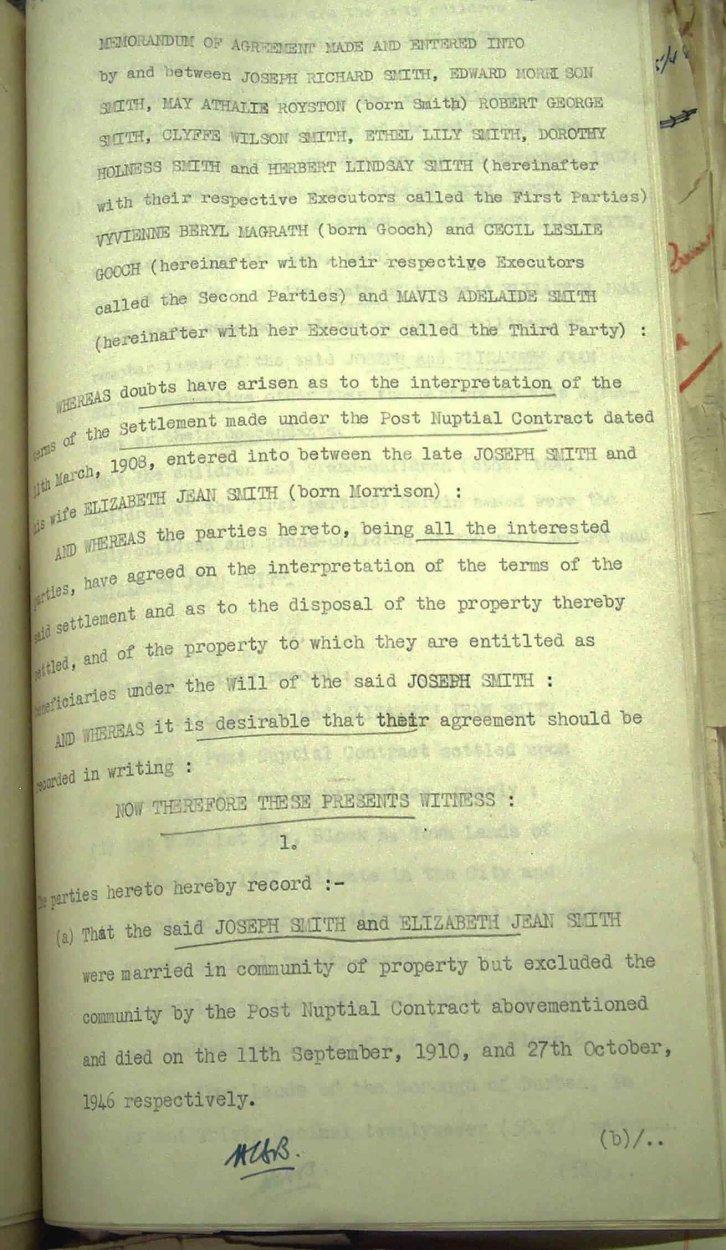 MEMORANDUM OF AGREEMENT MADE AND ENTERED INTO
by and between JOSEPH RICHARD SMITH, EDWARD MORRISON
SMITH, MAY ATHALIE ROYSTON (born Smith) ROBERT GEORGE
SMITH, CLYFFE WILSON SMITH, ETHEL LILY SMITH, DOROTHY
HOLNESS SMITH and HERBERT LINDSAY SMITH (hereinafter
with their respective Executors called the First Parties)
VYVIENNE BERYL MAGRATH (born Gooch) and CECIL LESLIE
GOOCH (hereinafter with their respective Executors
called the Second Parties) and MAVIS ADELAIDE SMITH
(hereinafter with her Executor called the Third Party) :
WHEREAS doubts have arisen as to the interpretation of the
terms of the Settlement made under the Post Nuptial Contract dated
11th March, 1908, entered into between the late JOSEPH SMITH and
his wife ELIZABETH JEAN SMITH (born Morrison) :
AND WHEREAS the parties hereto, being all the interested
parties, have agreed on the interpretation of the terms of the
said settlement and as to the disposal of the property thereby
settled, and of the property to which they are entitlted as
beneficiaries under the Will of the said JOSEPH SMITH :
AND WHEREAS it is desirable that their agreement should be
recorded in writing :
NOW THEREFORE THESE PRESENTS WITNESS :
1.
The parties hereto hereby record :-
(a) That the said JOSEPH SMITH and ELIZABETH JEAN SMITH
were married in community of property but excluded the
community by the Post Nuptial Contract abovementioned
and died on the 11th September, 1910, and 27th October,
1946 respectively.
(b)/..